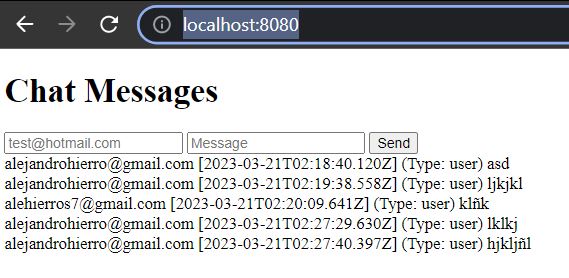 localhost:8080
Chat Messages
test@hotmail.com Message Send
alejandrohierro@gmail.com [2023-03-21T02:18:40.120Z] (Type: user) asd
alejandrohierro@gmail.com [2023-03-21T02:19:38.558Z] (Type: user) ljkjkl
alehierros7@gmail.com [2023-03-21T02:20:09.641Z] (Type: user) klñk
alejandrohierro@gmail.com [2023-03-21T02:27:29.630Z] (Type: user) lklkj
alejandrohierro@gmail.com [2023-03-21T02:27:40.397Z] (Type: user) hjkljñl